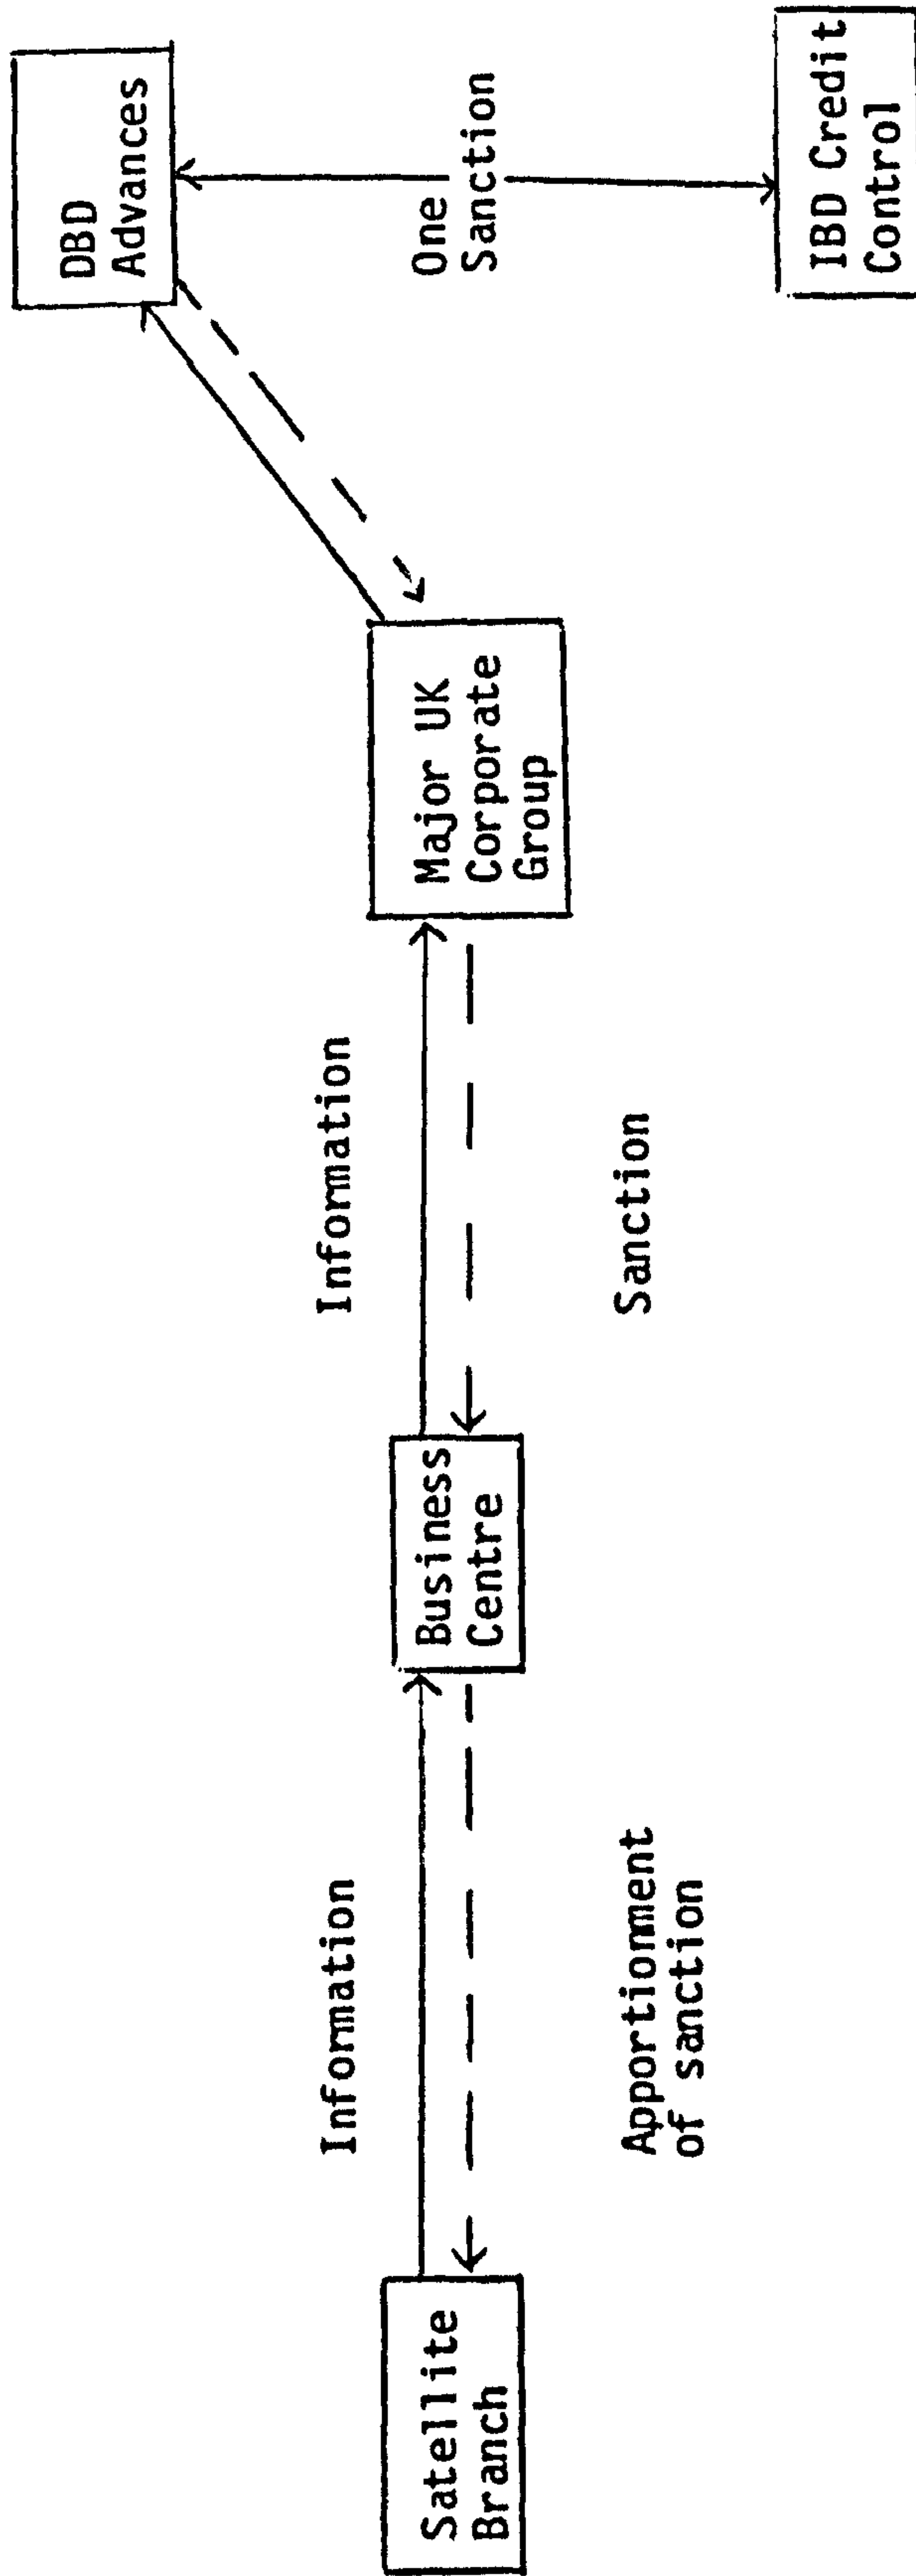 DBD
Advances
One
Sanction
IBD Credit
Control
Information
Information
Satellite
Branch
Business
Centre
Major UK
Corporate
Group
Apportionment
of sanction
Sanction